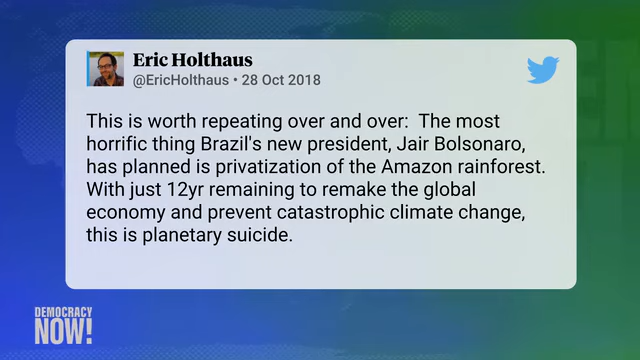 Eric Holthaus
@EricHolthaus • 28 Oct 2018
This is worth repeating over and over:  The most
horrific thing Brazil's new president, Jair Bolsonaro,
has planned is privatization of the Amazon rainforest.
With just 12yr remaining to remake the global
economy and prevent catastrophic climate change,
this is planetary suicide.
DEMOCRACY
NOW!